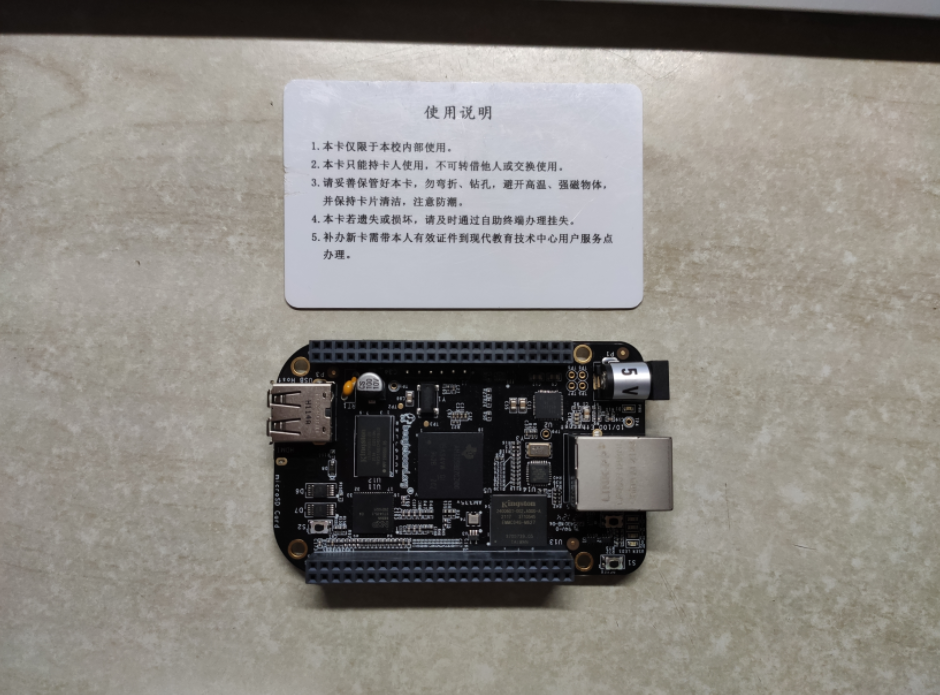 使用说明
1.本卡仅限于本校内部使用。
2.本卡只能持卡人使用，不可转借他人或交换使用。
3.请妥善保管好本卡，勿弯折、钻孔，避开高温、强磁物体，
并保持卡片清洁，注意防潮。
4.本卡若遗失或损坏，请及时通过自助终端办理挂失。
5.补办新卡需带本人有效证件到现代教育技术中心用户服务点
办理。
5 V
USB Host
microSD Card
D6
D7
S2
U13
S1